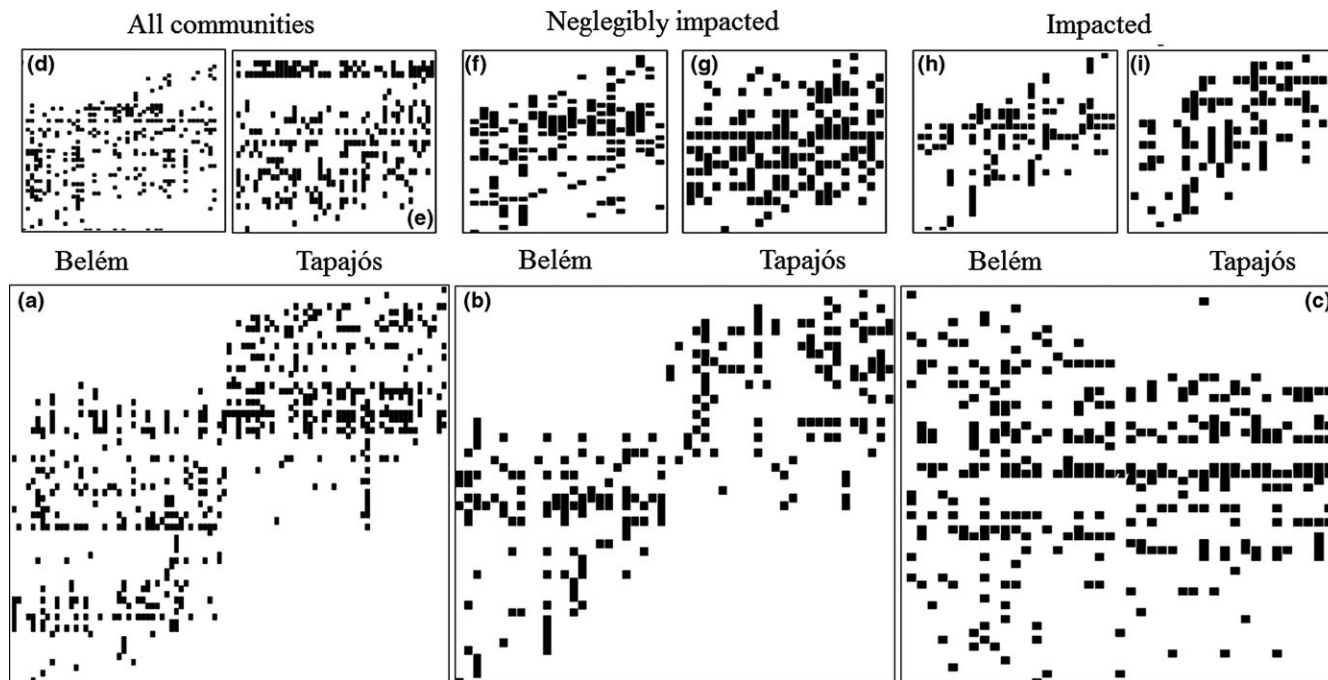 All communities Neglegibly impacted Impacted
(d) (e) (f) (g) (h) (i)
Belém Tapajós Belém Tapajós Belém Tapajós
(a) (b) (c)